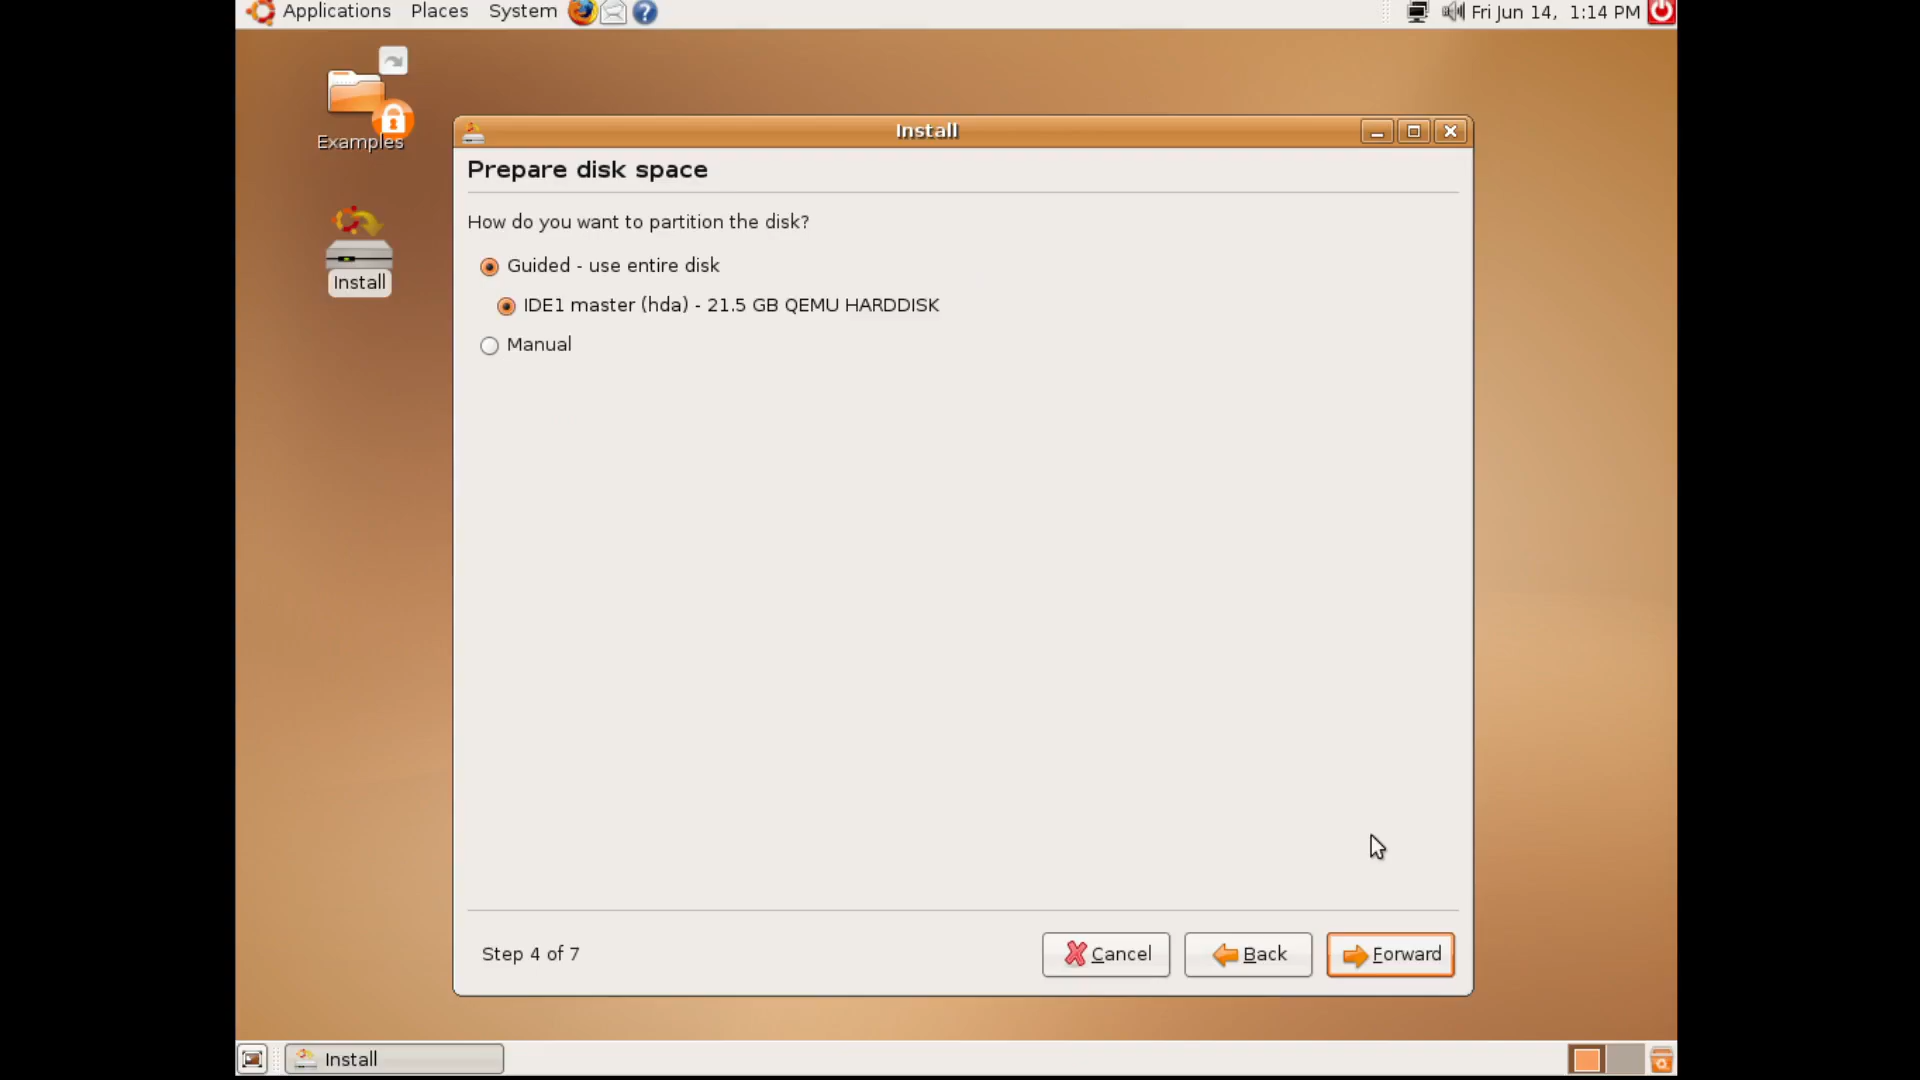 Applications Places System Fri Jun 14, 1:14 PM
Examples
Install
Install
Prepare disk space
How do you want to partition the disk?
Guided - use entire disk
IDE1 master (hda) - 21.5 GB QEMU HARDDISK
Manual
Step 4 of 7
Cancel Back Forward
Install